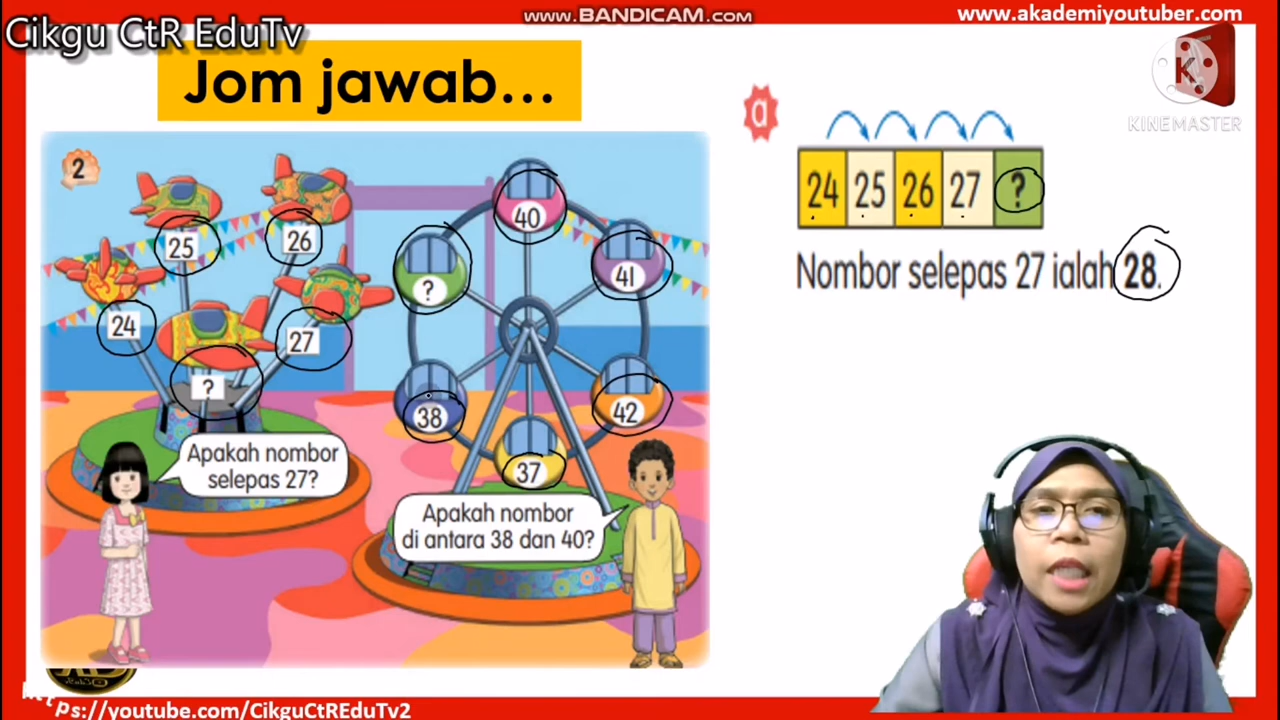 www.BANDICAM.com
www.akademiyoutuber.com
Cikgu CtR EduTv
Jom jawab...
K
KINEMASTER
2
25
26
24
27
?
40
?
41
38
42
37
Apakah nombor
selepas 27?
Apakah nombor
di antara 38 dan 40?
a
24 25 26 27 ?
Nombor selepas 27 ialah 28.
https://youtube.com/CikguCtREduTv2